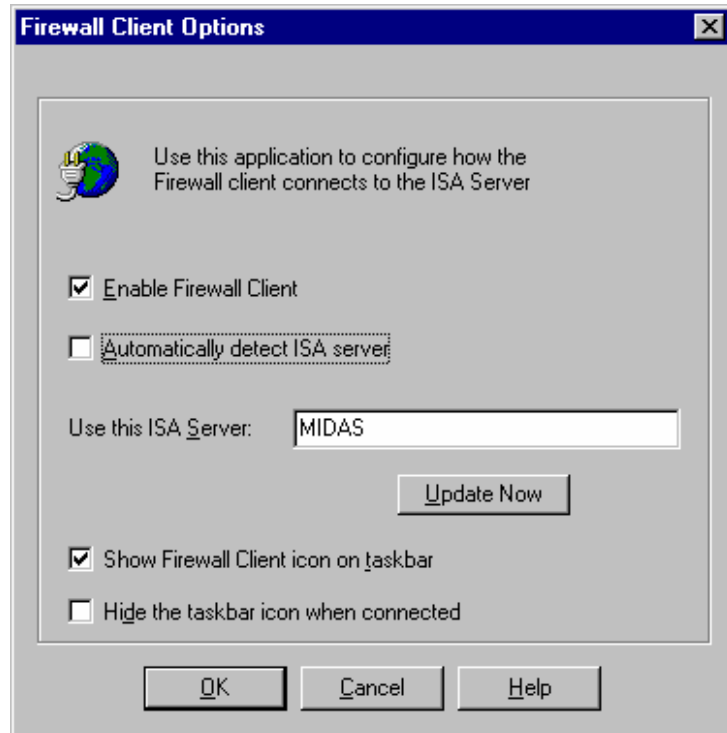 Firewall Client Options
Use this application to configure how the
Firewall client connects to the ISA Server
Enable Firewall Client
Automatically detect ISA server
Use this ISA Server: MIDAS
Update Now
Show Firewall Client icon on taskbar
Hide the taskbar icon when connected
OK Cancel Help